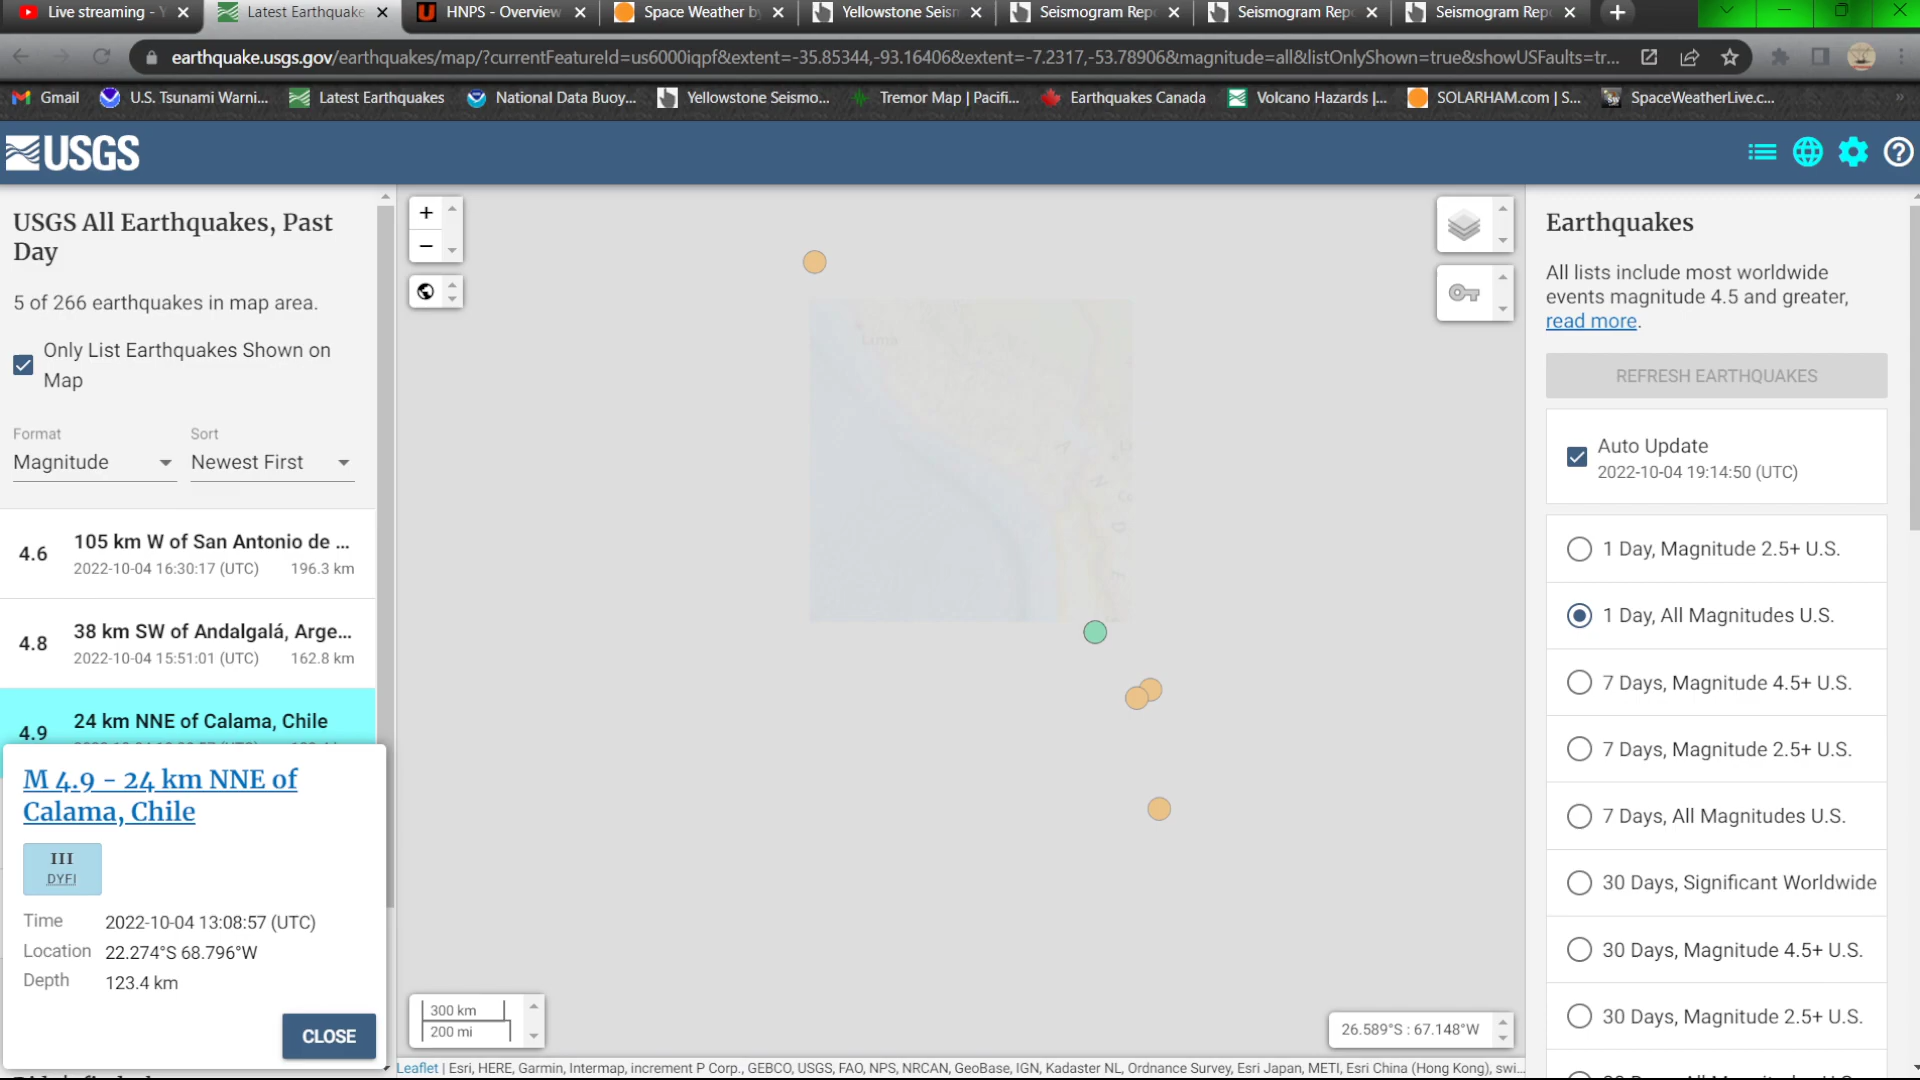 Live streaming - Y
Latest Earthquake
HNPS - Overview
Space Weather by
Yellowstone Seism
Seismogram Repo
Seismogram Repo
Seismogram Repo
earthquake.usgs.gov/earthquakes/map/?currentFeatureId=us6000iqpf&extent=-35.85344,-93.16406&extent=-7.2317,-53.78906&magnitude=all&listOnlyShown=true&showUSFaults=tr...
Gmail
U.S. Tsunami Warni...
Latest Earthquakes
National Data Buoy...
Yellowstone Seismo...
Tremor Map | Pacifi...
Earthquakes Canada
Volcano Hazards |...
SOLARHAM.com | S...
SpaceWeatherLive.c...
USGS
USGS All Earthquakes, Past
Day
5 of 266 earthquakes in map area.
Only List Earthquakes Shown on
Map
Format
Sort
Magnitude
Newest First
4.6
105 km W of San Antonio de ...
2022-10-04 16:30:17 (UTC) 196.3 km
4.8
38 km SW of Andalgalá, Arge...
2022-10-04 15:51:01 (UTC) 162.8 km
4.9
24 km NNE of Calama, Chile
M 4.9 - 24 km NNE of
Calama, Chile
III
DYFI
Time 2022-10-04 13:08:57 (UTC)
Location 22.274°S 68.796°W
Depth 123.4 km
CLOSE
+
−
Lima
300 km
200 mi
26.589°S : 67.148°W
Leaflet | Esri, HERE, Garmin, Intermap, increment P Corp., GEBCO, USGS, FAO, NPS, NRCAN, GeoBase, IGN, Kadaster NL, Ordnance Survey, Esri Japan, METI, Esri China (Hong Kong), swi...
Earthquakes
All lists include most worldwide
events magnitude 4.5 and greater,
read more.
REFRESH EARTHQUAKES
Auto Update
2022-10-04 19:14:50 (UTC)
1 Day, Magnitude 2.5+ U.S.
1 Day, All Magnitudes U.S.
7 Days, Magnitude 4.5+ U.S.
7 Days, Magnitude 2.5+ U.S.
7 Days, All Magnitudes U.S.
30 Days, Significant Worldwide
30 Days, Magnitude 4.5+ U.S.
30 Days, Magnitude 2.5+ U.S.